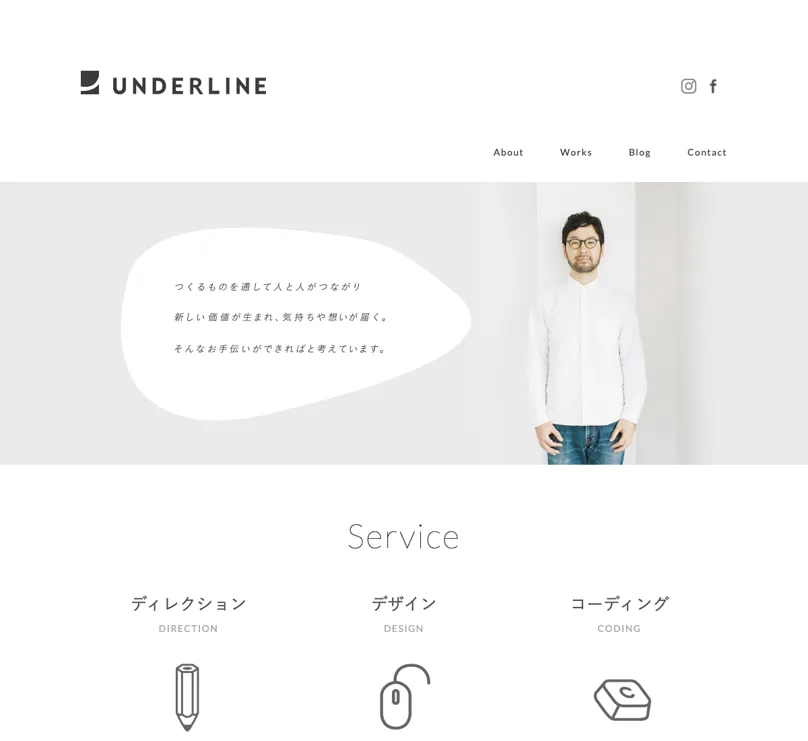 UNDERLINE
About Works Blog Contact
つくるものを通して人と人がつながり
新しい価値が生まれ、気持ちや想いが届く。
そんなお手伝いができればと考えています。
Service
ディレクション デザイン コーディング
DIRECTION DESIGN CODING
C